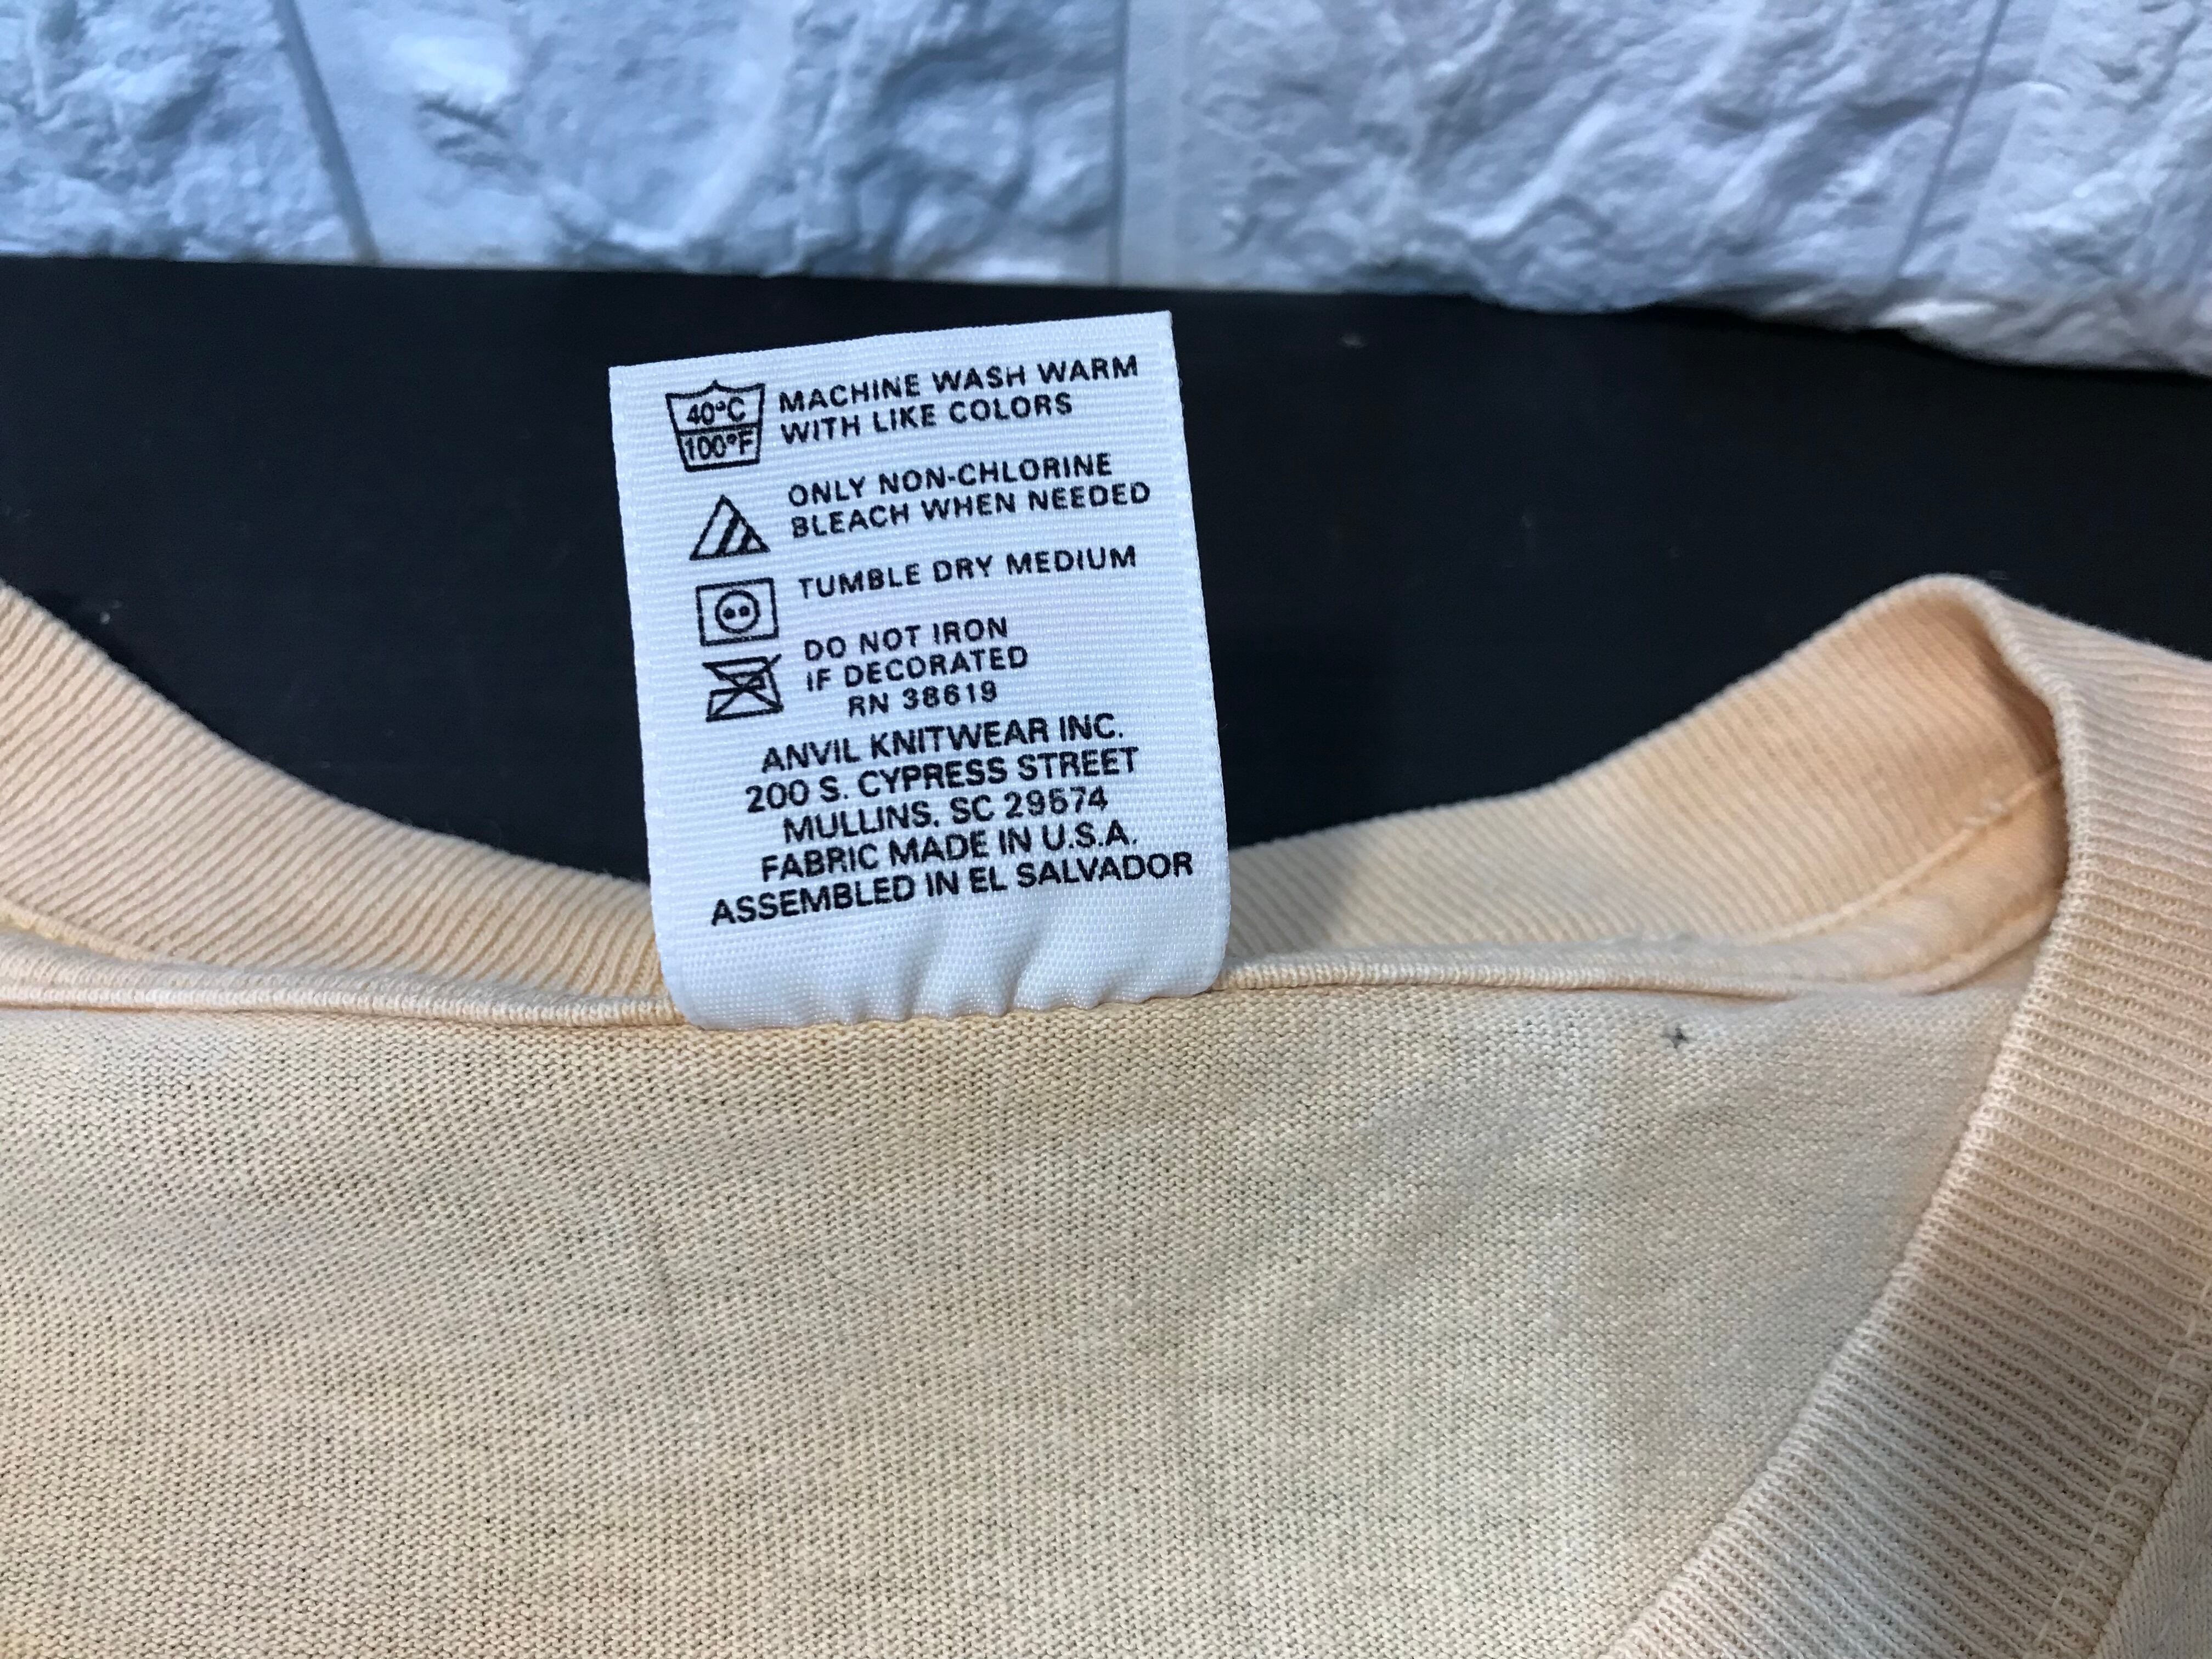 40°C
100°F
MACHINE WASH WARM
WITH LIKE COLORS
ONLY NON-CHLORINE
BLEACH WHEN NEEDED
TUMBLE DRY MEDIUM
DO NOT IRON
IF DECORATED
RN 38619
ANVIL KNITWEAR INC.
200 S. CYPRESS STREET
MULLINS, SC 29574
FABRIC MADE IN U.S.A.
ASSEMBLED IN EL SALVADOR